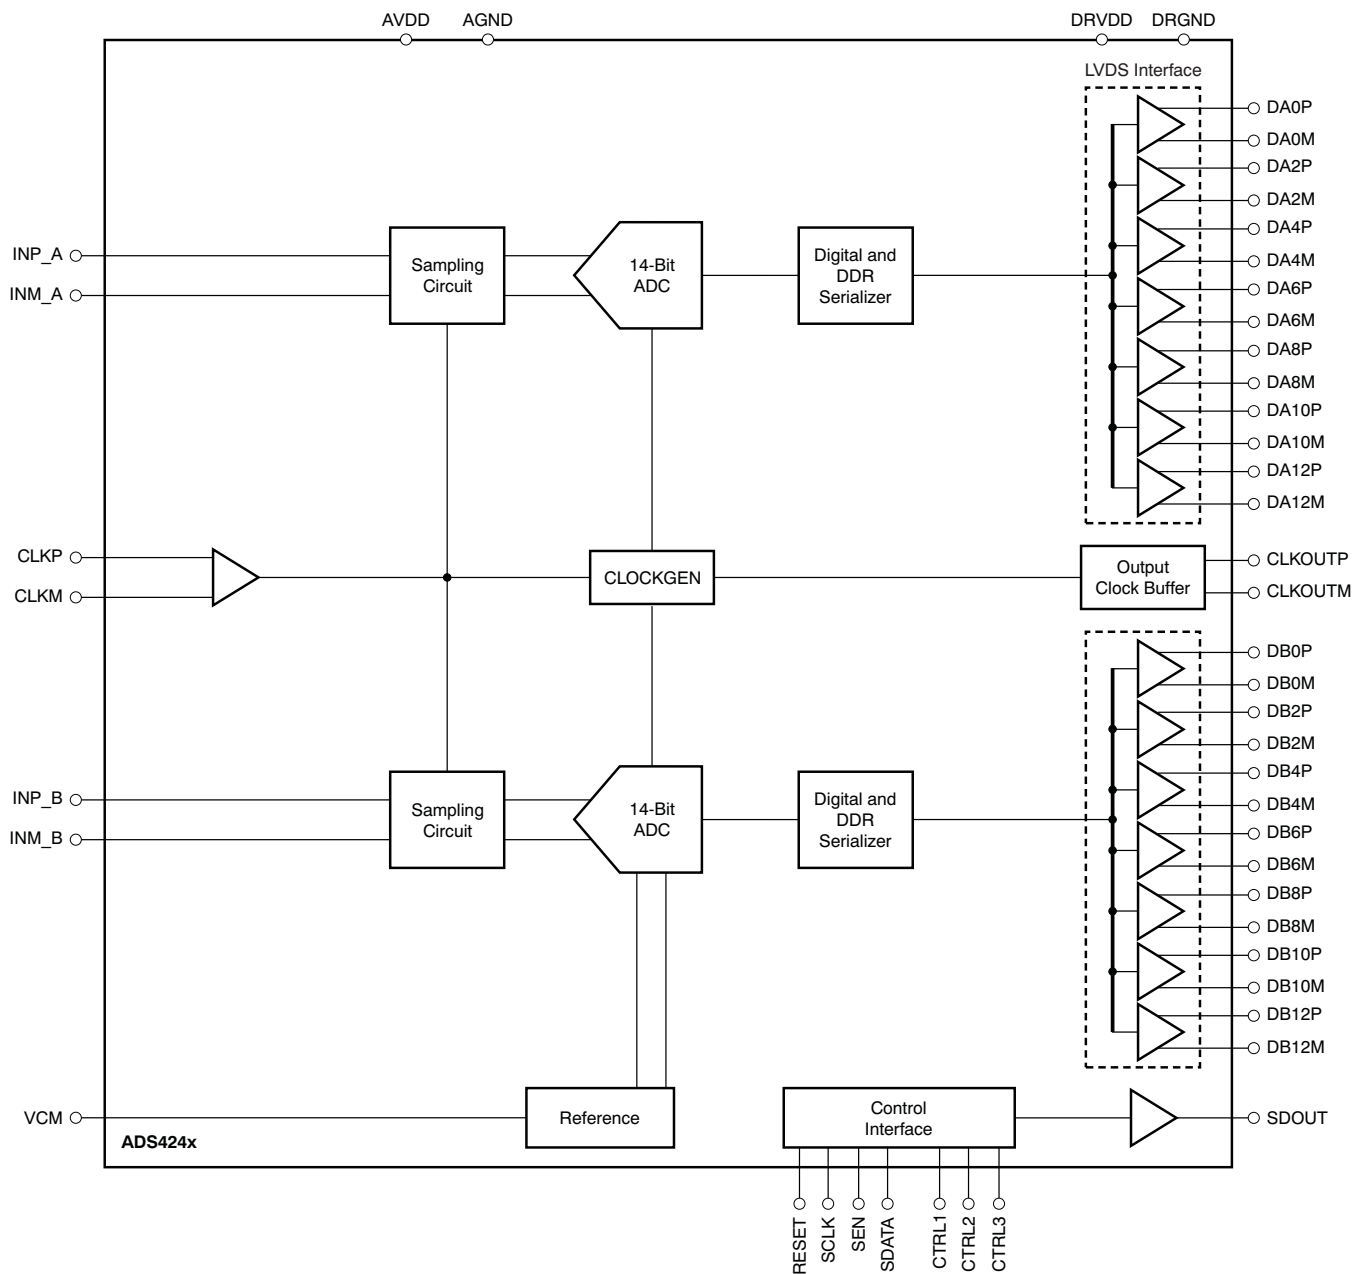 AVDD AGND DRVDD DRGND
LVDS Interface
DA0P
DA0M
DA2P
DA2M
DA4P
DA4M
DA6P
DA6M
DA8P
DA8M
DA10P
DA10M
DA12P
DA12M
INP_A
INM_A
Sampling
Circuit
14-Bit
ADC
Digital and
DDR
Serializer
CLKP
CLKM
CLOCKGEN
Output
Clock Buffer
CLKOUTP
CLKOUTM
DB0P
DB0M
DB2P
DB2M
DB4P
DB4M
DB6P
DB6M
DB8P
DB8M
DB10P
DB10M
DB12P
DB12M
INP_B
INM_B
Sampling
Circuit
14-Bit
ADC
Digital and
DDR
Serializer
VCM
Reference
Control
Interface
SDOUT
ADS424x
RESET
SCLK
SEN
SDATA
CTRL1
CTRL2
CTRL3